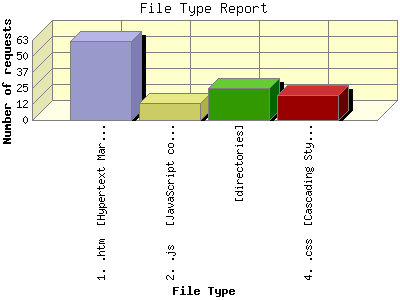 File Type Report
Number of requests
63
50
37
25
12
0
1. .htm [Hypertext Mar...
2. .js [JavaScript co...
[directories]
4. .css [Cascading Sty...
File Type